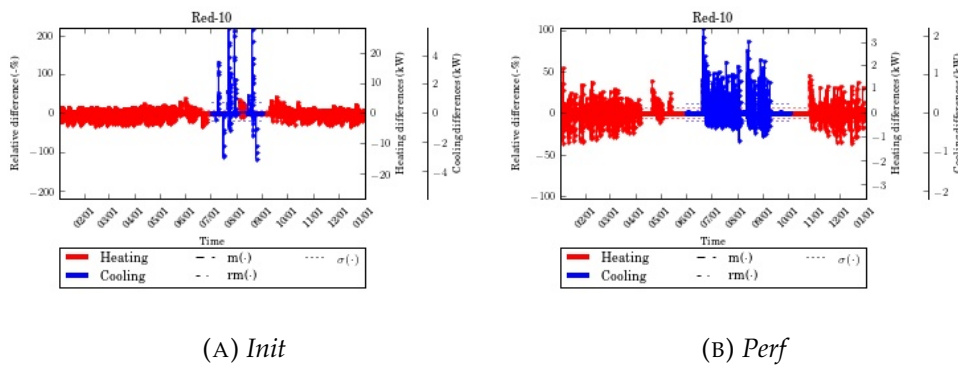 Red-10
Relative difference (-%)
200
100
0
−100
−200
20
10
0
−10
−20
Heating differences (kW)
4
2
0
−2
−4
Cooling differences (kW)
02/01 03/01 04/01 05/01 06/01 07/01 08/01 09/01 10/01 11/01 12/01 01/01
Time
Heating m(·) σ(·)
Cooling rm(·)
(A) Init
Red-10
Relative difference (-%)
100
50
0
−50
−100
3
2
1
0
−1
−2
−3
Heating differences (kW)
2
1
0
−1
−2
02/01 03/01 04/01 05/01 06/01 07/01 08/01 09/01 10/01 11/01 12/01 01/01
Time
Heating m(·) σ(·)
Cooling rm(·)
(B) Perf